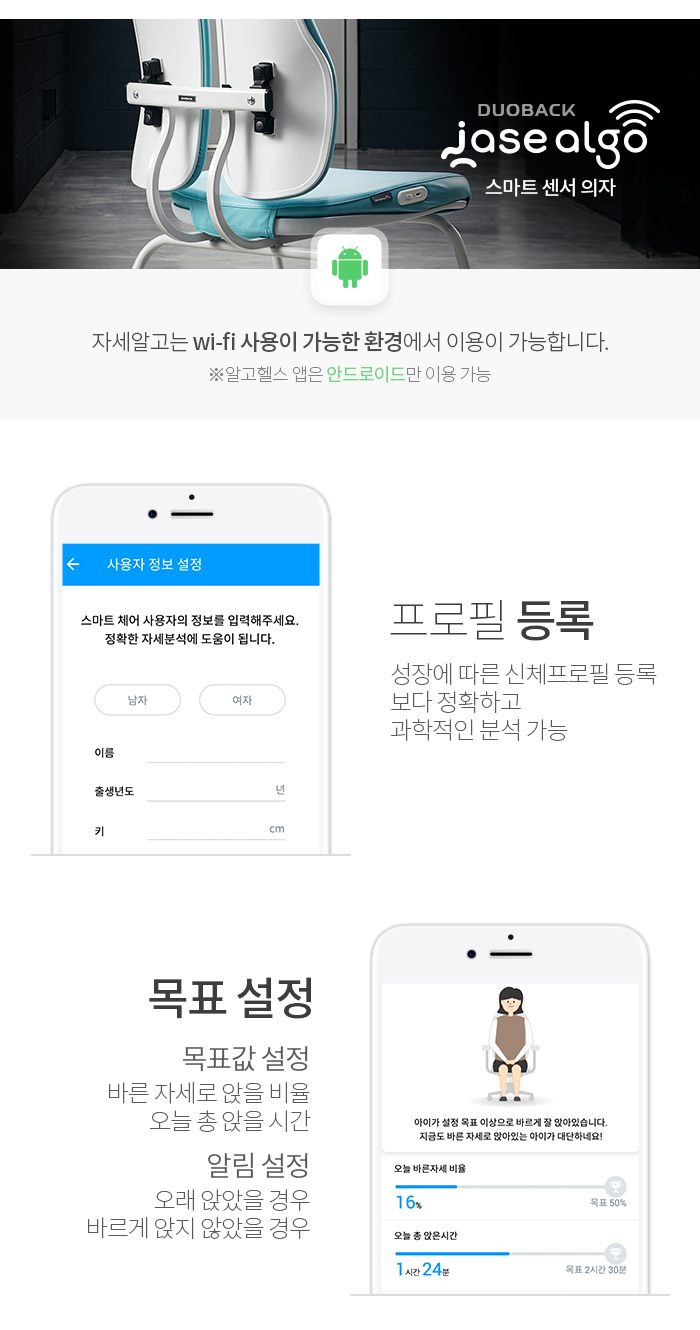 DUOBACK
DUOBACK
jase algo
스마트 센서 의자
자세알고는 wi-fi 사용이 가능한 환경에서 이용이 가능합니다.
※알고헬스 앱은 안드로이드만 이용 가능
사용자 정보 설정
스마트 체어 사용자의 정보를 입력해주세요.
정확한 자세분석에 도움이 됩니다.
남자
여자
이름
출생년도
년
키
cm
프로필 등록
성장에 따른 신체프로필 등록
보다 정확하고
과학적인 분석 가능
목표 설정
목표값 설정
바른 자세로 앉을 비율
오늘 총 앉을 시간
알림 설정
오래 앉았을 경우
바르게 앉지 않았을 경우
아이가 설정 목표 이상으로 바르게 잘 앉아있습니다.
지금도 바른 자세로 앉아있는 아이가 대단하네요!
오늘 바른자세 비율
16%
목표 50%
오늘 총 앉은시간
1시간 24분
목표 2시간 30분